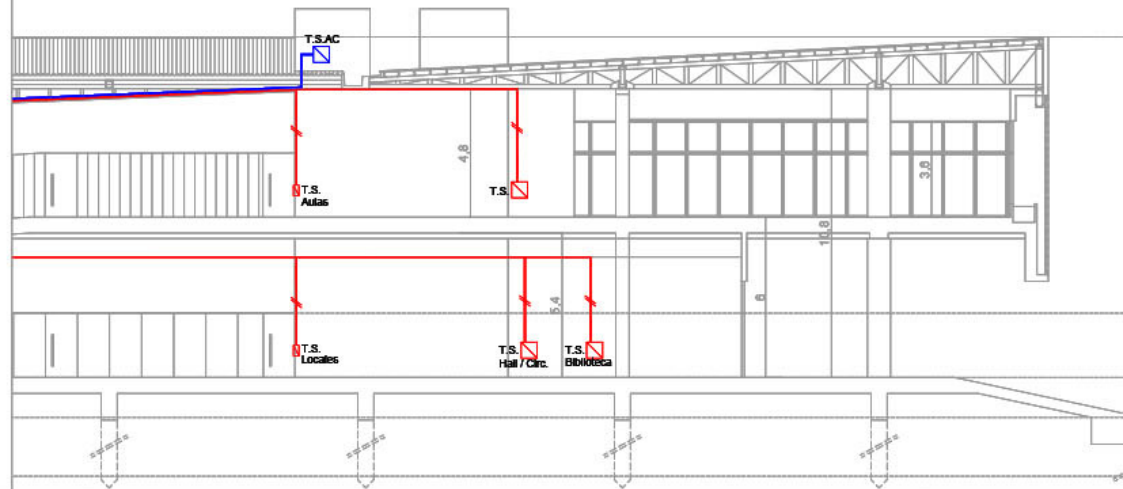 T.S.AC
4,8
3,6
T.S.
Aulas
T.S.
10,8
5,4
6
T.S.
Locales
T.S.
Hall / Circ.
T.S.
Biblioteca